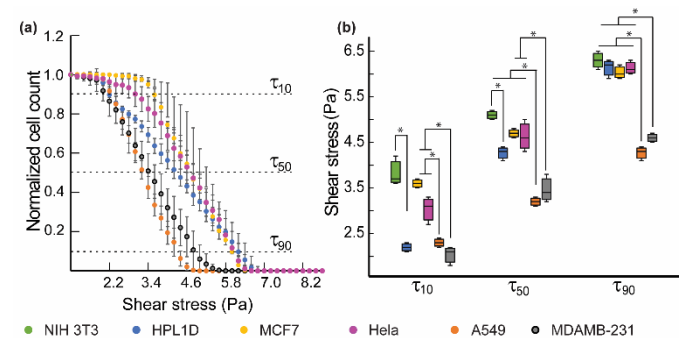 (a)
1.2
1.0
0.8
0.6
0.4
0.2
Normalized cell count
τ10
τ50
τ90
2.2 3.4 4.6 5.8 7.0 8.2
Shear stress (Pa)
(b)
6.5
5.5
4.5
3.5
2.5
Shear stress (Pa)
* * * * * * *
τ10 τ50 τ90
NIH 3T3 HPL1D MCF7 Hela A549 MDAMB-231